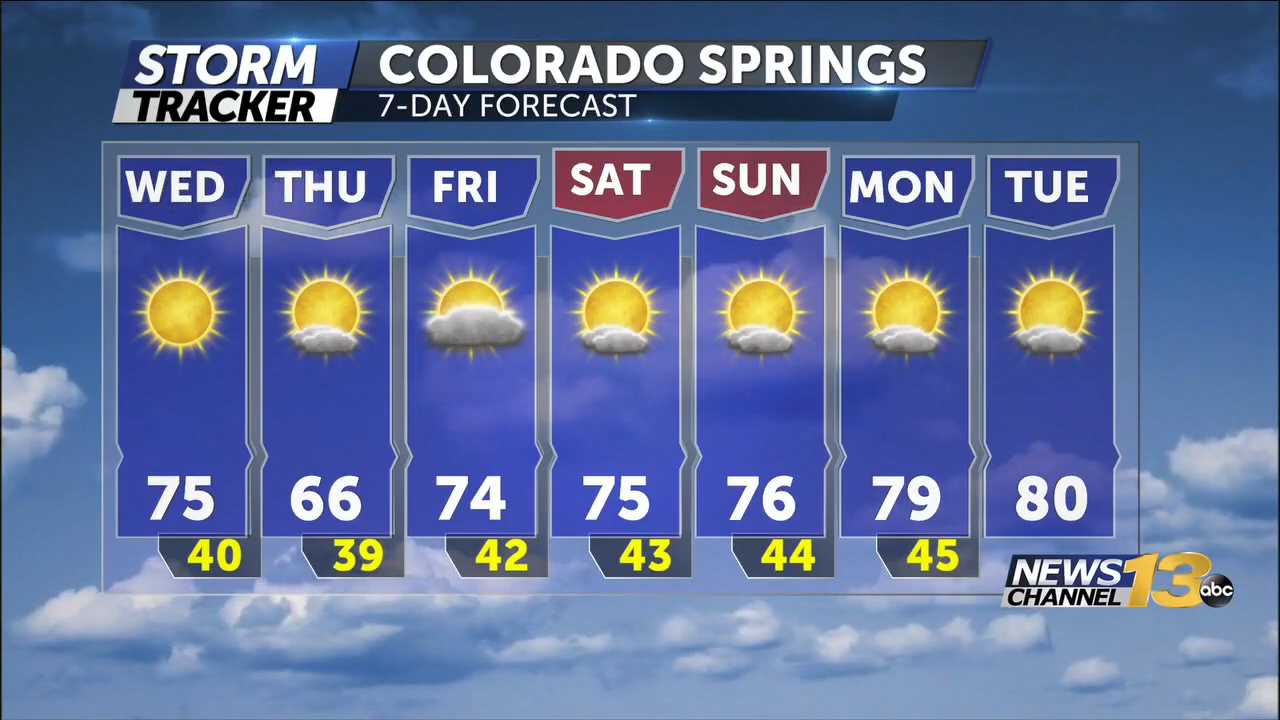 STORM
TRACKER
COLORADO SPRINGS
7-DAY FORECAST
WED THU FRI SAT SUN MON TUE
75 66 74 75 76 79 80
40 39 42 43 44 45
NEWS
CHANNEL
13
abc